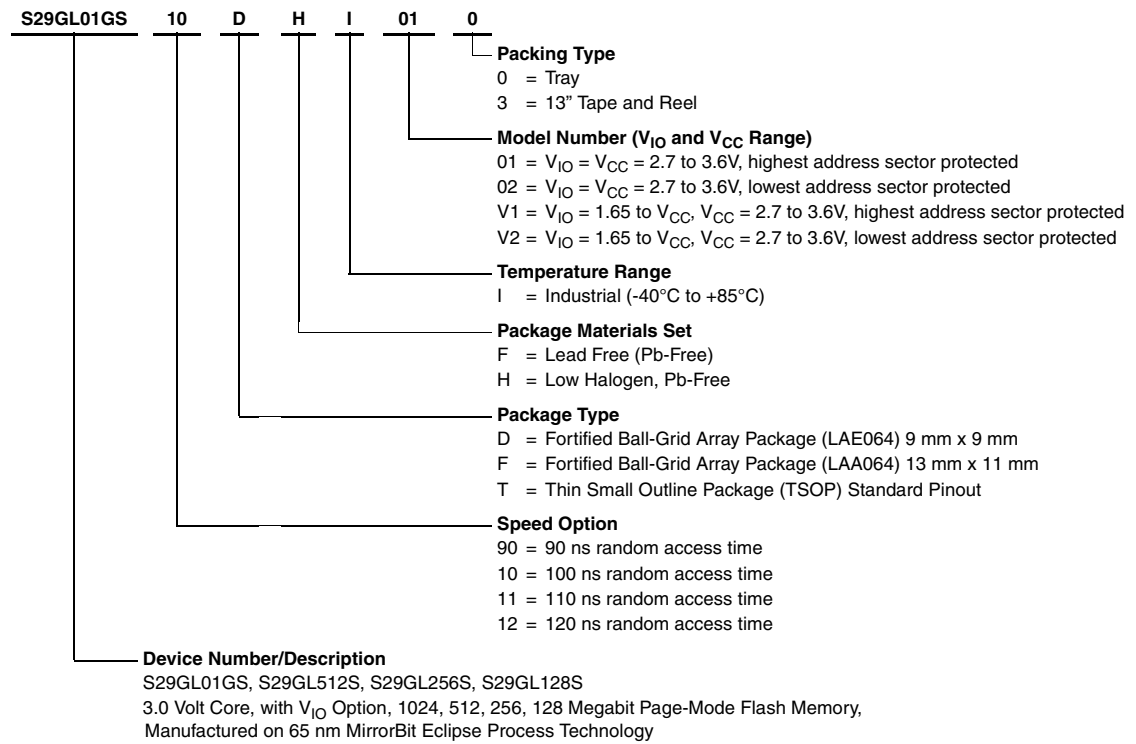 S29GL01GS 10 D H I 01 0
Packing Type
0 = Tray
3 = 13” Tape and Reel
Model Number (VIO and VCC Range)
01 = VIO = VCC = 2.7 to 3.6V, highest address sector protected
02 = VIO = VCC = 2.7 to 3.6V, lowest address sector protected
V1 = VIO = 1.65 to VCC, VCC = 2.7 to 3.6V, highest address sector protected
V2 = VIO = 1.65 to VCC, VCC = 2.7 to 3.6V, lowest address sector protected
Temperature Range
I = Industrial (-40°C to +85°C)
Package Materials Set
F = Lead Free (Pb-Free)
H = Low Halogen, Pb-Free
Package Type
D = Fortified Ball-Grid Array Package (LAE064) 9 mm x 9 mm
F = Fortified Ball-Grid Array Package (LAA064) 13 mm x 11 mm
T = Thin Small Outline Package (TSOP) Standard Pinout
Speed Option
90 = 90 ns random access time
10 = 100 ns random access time
11 = 110 ns random access time
12 = 120 ns random access time
Device Number/Description
S29GL01GS, S29GL512S, S29GL256S, S29GL128S
3.0 Volt Core, with VIO Option, 1024, 512, 256, 128 Megabit Page-Mode Flash Memory,
Manufactured on 65 nm MirrorBit Eclipse Process Technology